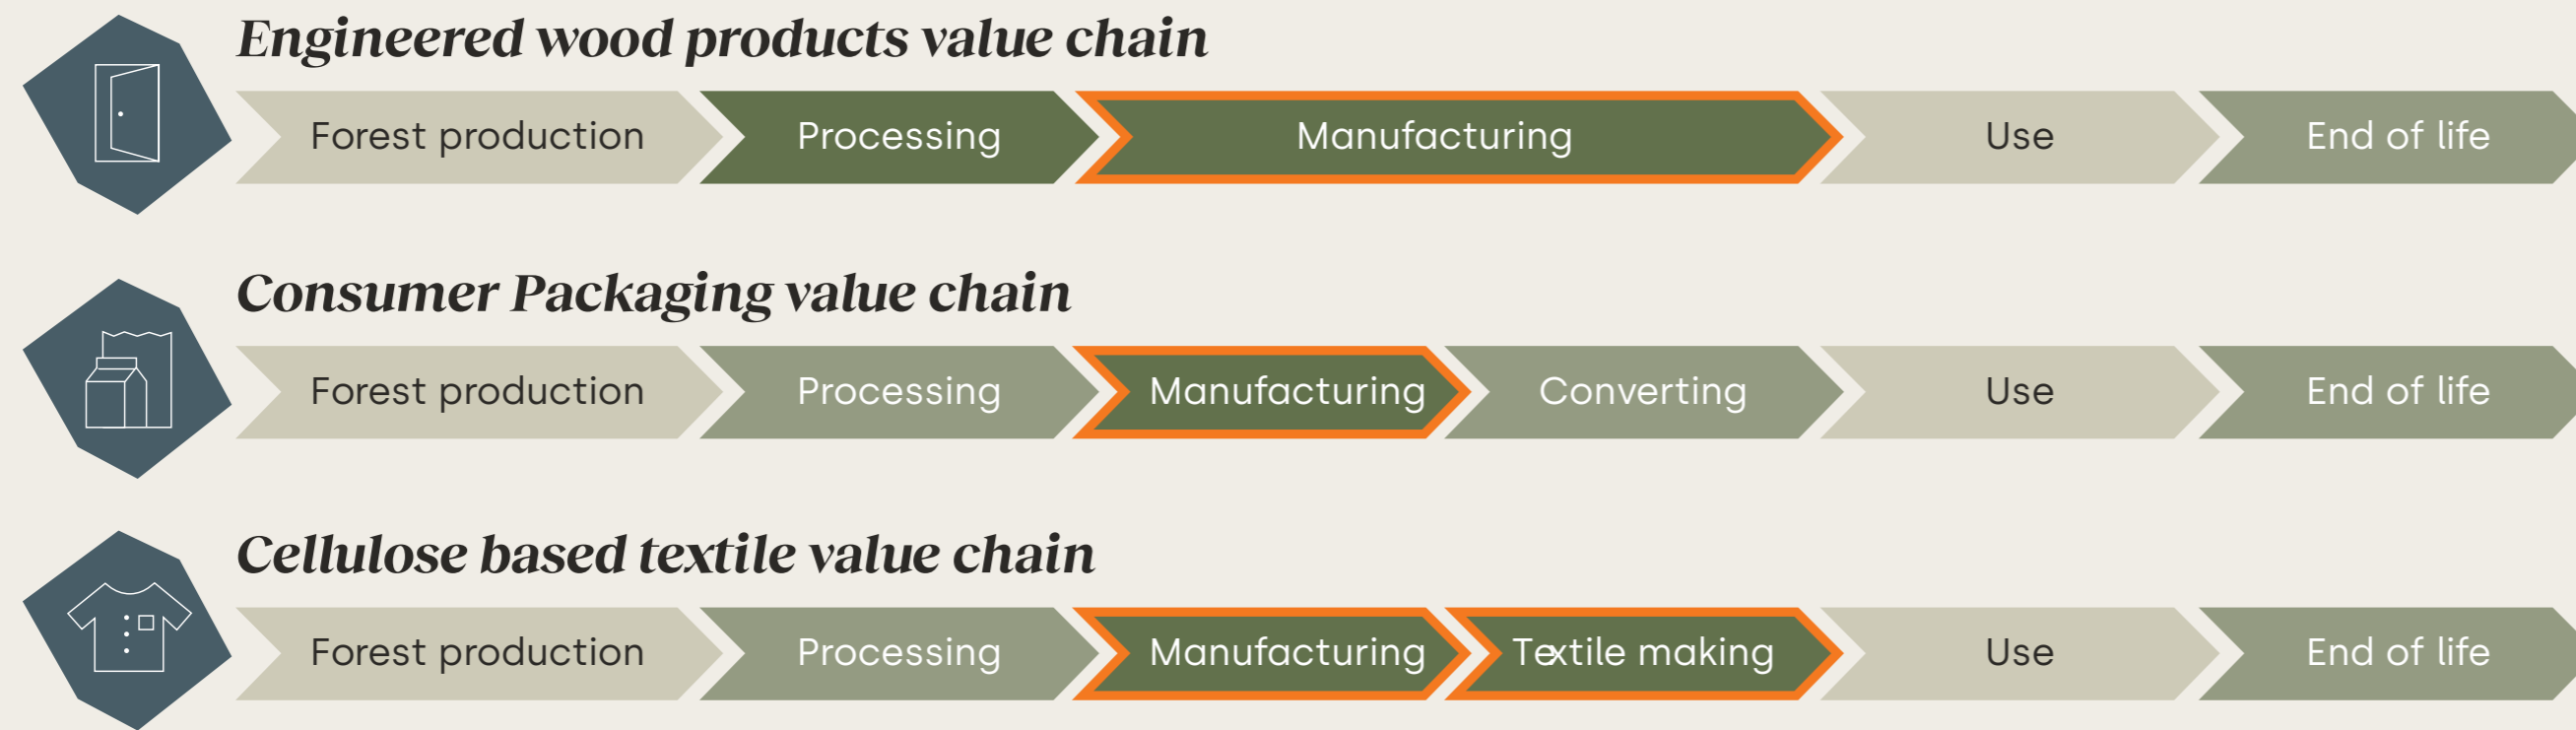 Engineered wood products value chain
Forest production Processing Manufacturing Use End of life
Consumer Packaging value chain
Forest production Processing Manufacturing Converting Use End of life
Cellulose based textile value chain
Forest production Processing Manufacturing Textile making Use End of life